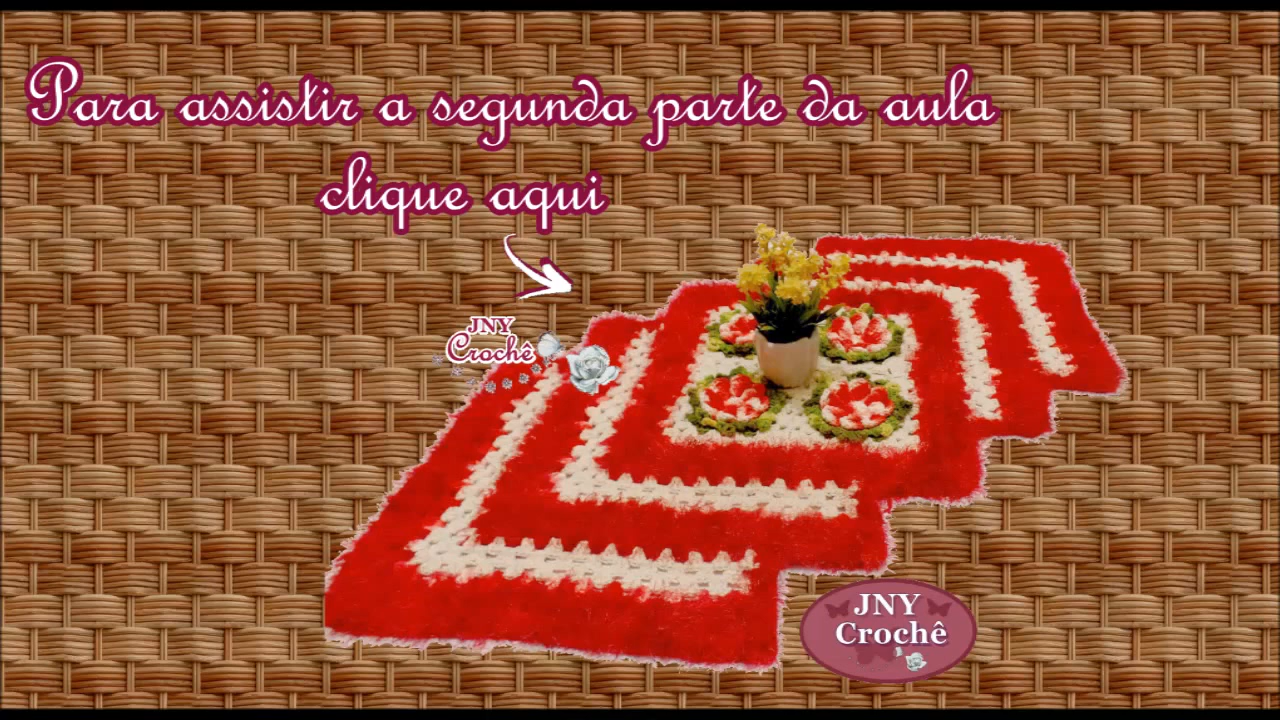 Para assistir a segunda parte da aula
clique aqui
JNY
Crochê
JNY
Crochê